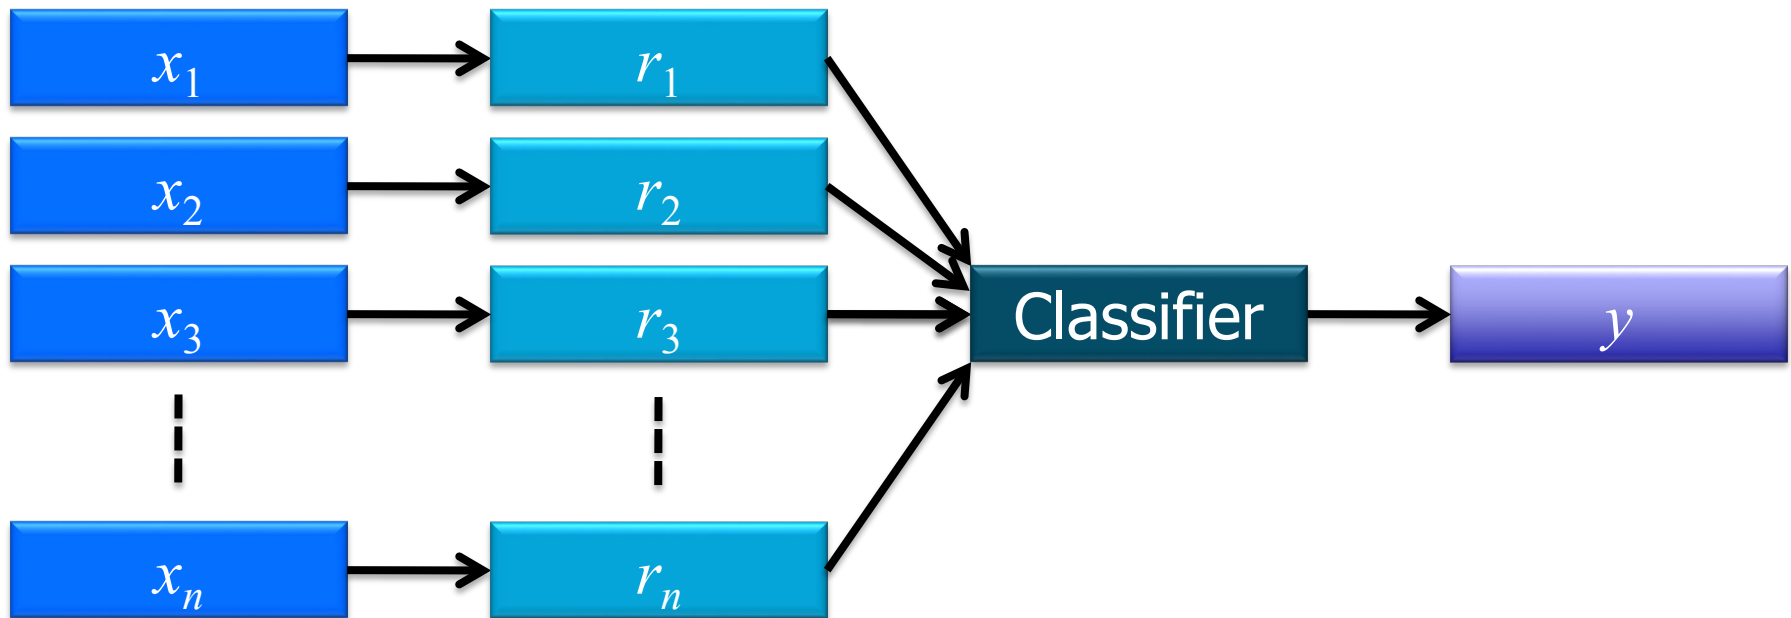 x₁ r₁
x₂ r₂
x₃ r₃ Classifier y
xₙ rₙ